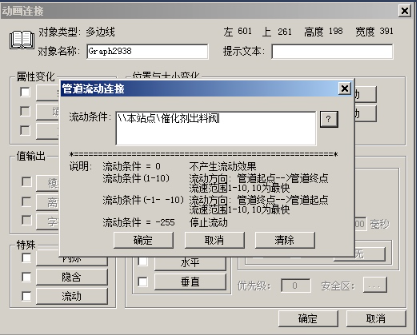 动画连接
对象类型：多边线 左 601 上 261 高度 198 宽度 391
对象名称： Graph2938 提示文本：
属性变化 位置与大小变化
管道流动连接
流动条件： \\本站点\催化剂出料阀 ?
*==================================================*
说明： 流动条件 = 0 不产生流动效果
流动条件(1-10) 流动方向：管道起点-->管道终点
流速范围1-10,10为最快
流动条件(-1- -10) 流动方向：管道终点-->管道起点
流速范围1-10,10为最快
流动条件 = -255 停止流动
确定 取消 清除
值输出
毫秒
特殊
隐含 水平
流动 垂直
优先级： 0 安全区：
确定 取消